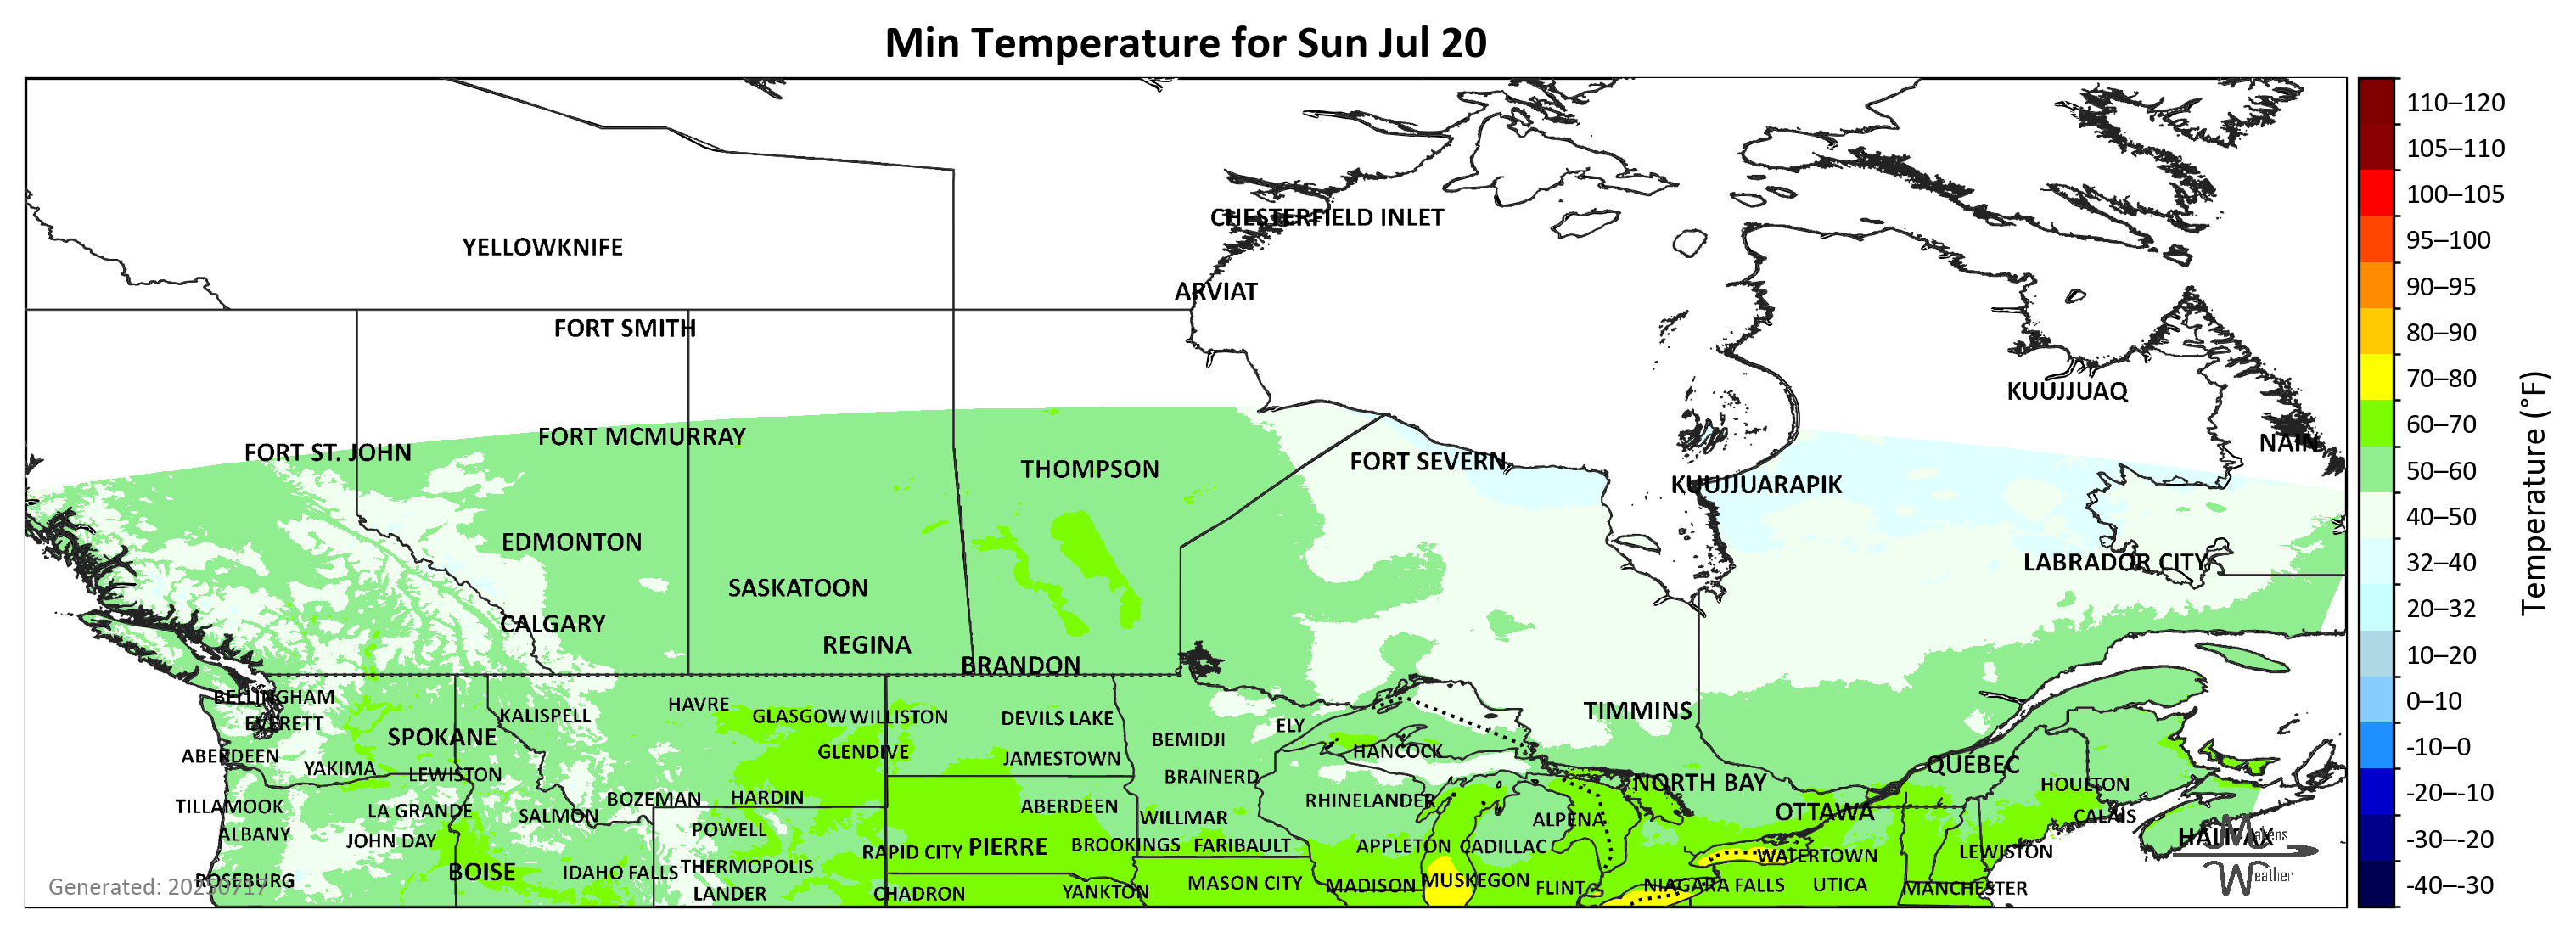 Min Temperature for Sun Jul 20
CHESTERFIELD INLET
YELLOWKNIFE
ARVIAT
FORT SMITH
KUUJJUAQ
FORT MCMURRAY
NAIN
FORT ST. JOHN
FORT SEVERN
THOMPSON
KUUJJUARAPIK
EDMONTON
LABRADOR CITY
SASKATOON
CALGARY
REGINA
BRANDON
BELLINGHAM
HAVRE
TIMMINS
KALISPELL
GLASGOW
WILLISTON
DEVILS LAKE
EVERETT
ELY
SPOKANE
BEMIDJI
HANCOCK
GLENDIVE
ABERDEEN
JAMESTOWN
QUÉBEC
YAKIMA
LEWISTON
BRAINERD
NORTH BAY
HOULTON
BOZEMAN
HARDIN
RHINELANDER
TILLAMOOK
LA GRANDE
SALMON
ABERDEEN
WILLMAR
ALPENA
OTTAWA
CALAIS
ALBANY
JOHN DAY
POWELL
RAPID CITY
PIERRE
BROOKINGS
FARIBAULT
APPLETON
CADILLAC
HALIFAX
Makens
Weather
WATERTOWN
LEWISTON
BOISE
IDAHO FALLS
THERMOPOLIS
ROSEBURG
MASON CITY
MADISON
MUSKEGON
FLINT
NIAGARA FALLS
UTICA
MANCHESTER
LANDER
CHADRON
YANKTON
Generated: 20250717
110–120
105–110
100–105
95–100
90–95
80–90
70–80
60–70
50–60
40–50
32–40
20–32
10–20
0–10
-10–0
-20–-10
-30–-20
-40–-30
Temperature (°F)